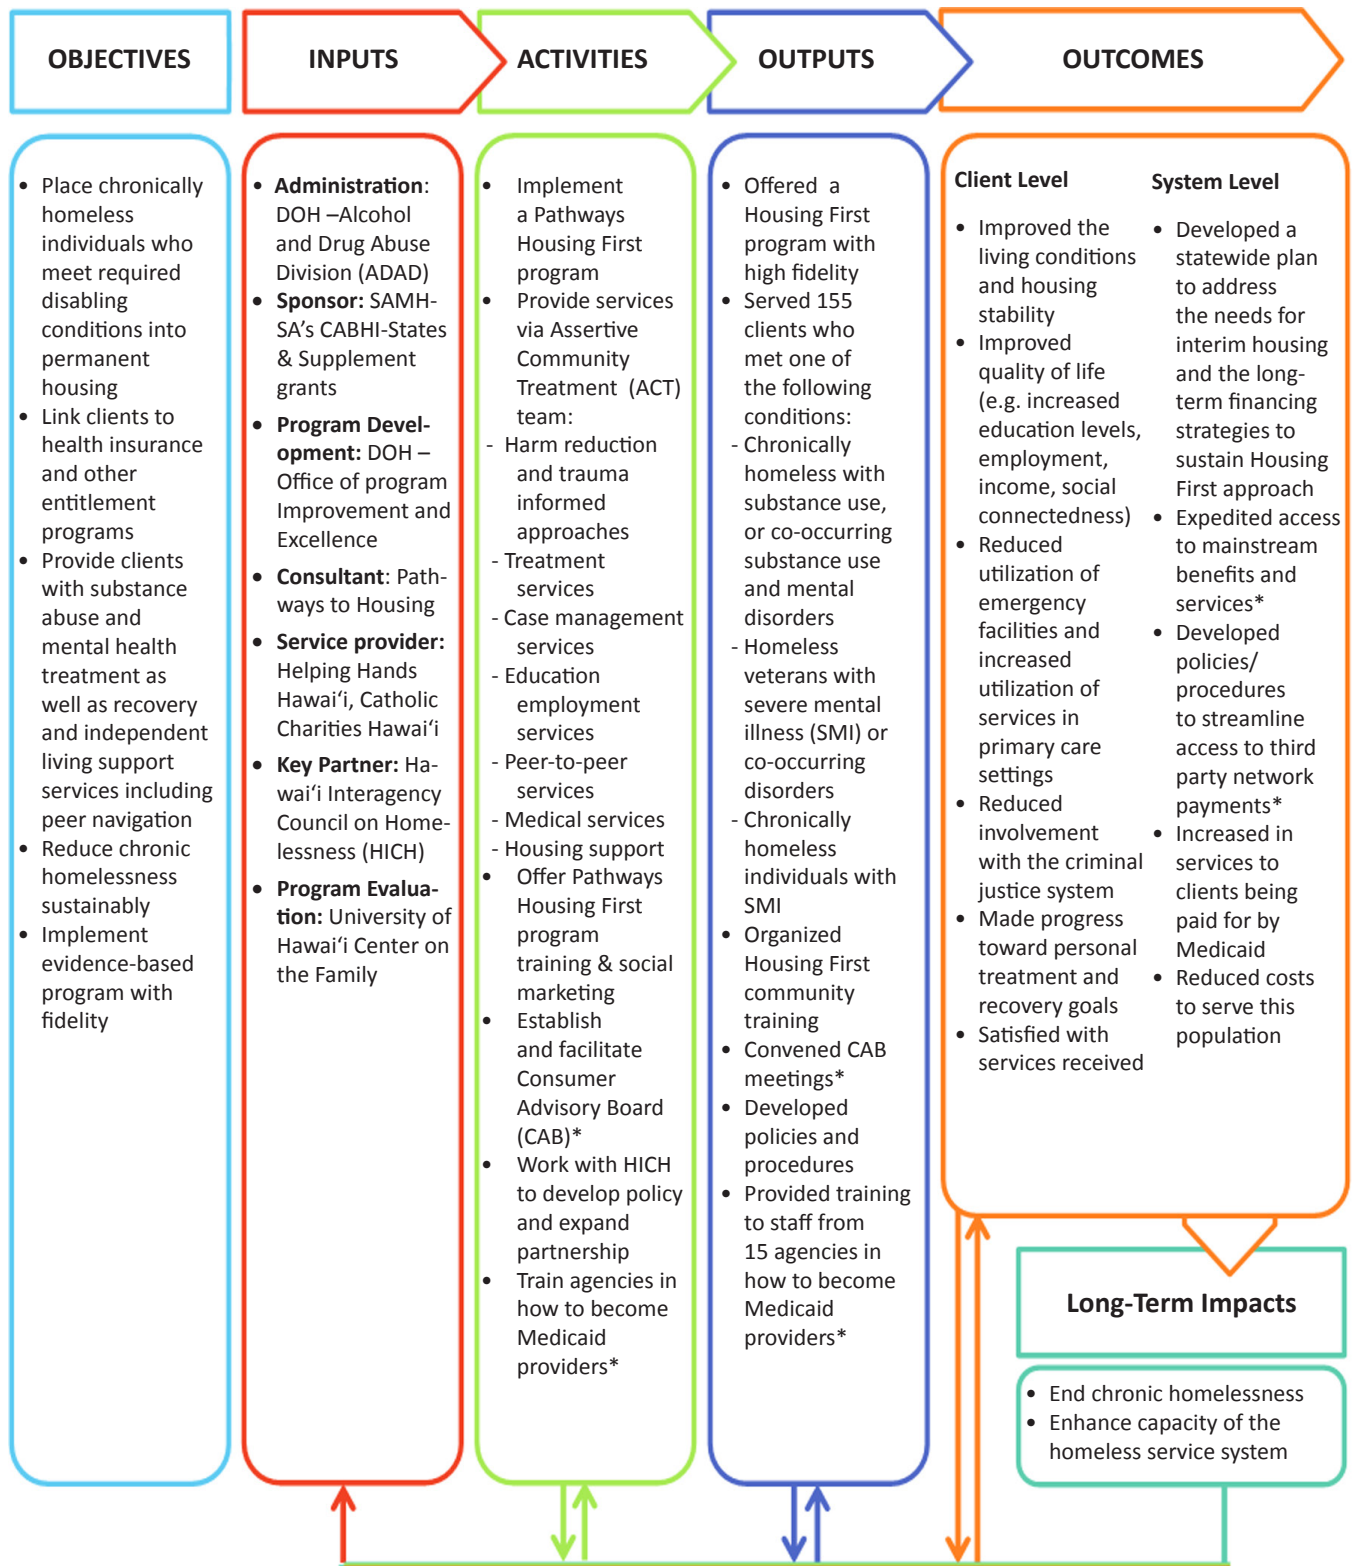 OBJECTIVES
INPUTS
ACTIVITIES
OUTPUTS
OUTCOMES
• Place chronically
homeless
individuals who
meet required
disabling
conditions into
permanent
housing
• Link clients to
health insurance
and other
entitlement
programs
• Provide clients
with substance
abuse and
mental health
treatment as
well as recovery
and independent
living support
services including
peer navigation
• Reduce chronic
homelessness
sustainably
• Implement
evidence-based
program with
fidelity
• Administration:
DOH –Alcohol
and Drug Abuse
Division (ADAD)
• Sponsor: SAMH-
SA's CABHI-States
& Supplement
grants
• Program Devel-
opment: DOH –
Office of program
Improvement and
Excellence
• Consultant: Path-
ways to Housing
• Service provider:
Helping Hands
Hawai‘i, Catholic
Charities Hawai‘i
• Key Partner: Ha-
wai‘i Interagency
Council on Home-
lessness (HICH)
• Program Evalua-
tion: University of
Hawai‘i Center on
the Family
• Implement
a Pathways
Housing First
program
• Provide services
via Assertive
Community
Treatment (ACT)
team:
- Harm reduction
and trauma
informed
approaches
- Treatment
services
- Case management
services
- Education
employment
services
- Peer-to-peer
services
- Medical services
- Housing support
• Offer Pathways
Housing First
program
training & social
marketing
• Establish
and facilitate
Consumer
Advisory Board
(CAB)*
• Work with HICH
to develop policy
and expand
partnership
• Train agencies in
how to become
Medicaid
providers*
• Offered a
Housing First
program with
high fidelity
• Served 155
clients who
met one of
the following
conditions:
- Chronically
homeless with
substance use,
or co-occurring
substance use
and mental
disorders
- Homeless
veterans with
severe mental
illness (SMI) or
co-occurring
disorders
- Chronically
homeless
individuals with
SMI
• Organized
Housing First
community
training
• Convened CAB
meetings*
• Developed
policies and
procedures
• Provided training
to staff from
15 agencies in
how to become
Medicaid
providers*
Client Level
• Improved the
living conditions
and housing
stability
• Improved
quality of life
(e.g. increased
education levels,
employment,
income, social
connectedness)
• Reduced
utilization of
emergency
facilities and
increased
utilization of
services in
primary care
settings
• Reduced
involvement
with the criminal
justice system
• Made progress
toward personal
treatment and
recovery goals
• Satisfied with
services received
System Level
• Developed a
statewide plan
to address
the needs for
interim housing
and the long-
term financing
strategies to
sustain Housing
First approach
• Expedited access
to mainstream
benefits and
services*
• Developed
policies/
procedures
to streamline
access to third
party network
payments*
• Increased in
services to
clients being
paid for by
Medicaid
• Reduced costs
to serve this
population
Long-Term Impacts
• End chronic homelessness
• Enhance capacity of the
homeless service system